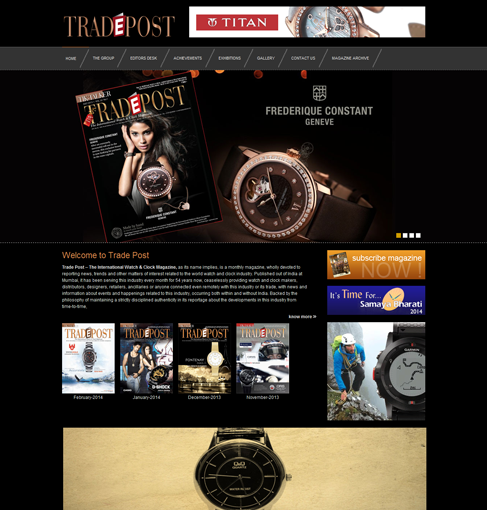 TRADEPOST
TITAN
HOME
THE GROUP
EDITORS DESK
ACHIEVEMENTS
EXHIBITIONS
GALLERY
CONTACT US
MAGAZINE ARCHIVE
TRADEPOST
FREDERIQUE CONSTANT
GENEVE
Welcome to Trade Post
Trade Post – The International Watch & Clock Magazine, as its name implies, is a monthly magazine, wholly devoted to
reporting news, trends and other matters of interest related to the world watch and clock industry. Published out of India at
Mumbai, it has been serving this industry every month for 54 years now, ceaselessly providing watch and clock makers,
distributors, designers, retailers, ancillaries or anyone connected even remotely with this industry or its trade, with news and
information about events and happenings related to this industry, occurring both within and without India. Backed by the
philosophy of maintaining a strictly disciplined authenticity in its reportage about the developments in this industry from
time-to-time.
know more »
subscribe magazine
NOW !
It's Time For...
Samaya Bharati
2014
TRADEPOST
TRADEPOST
TRADEPOST
TRADEPOST
G-SHOCK
February-2014
January-2014
December-2013
November-2013
GARMIN
Q&Q